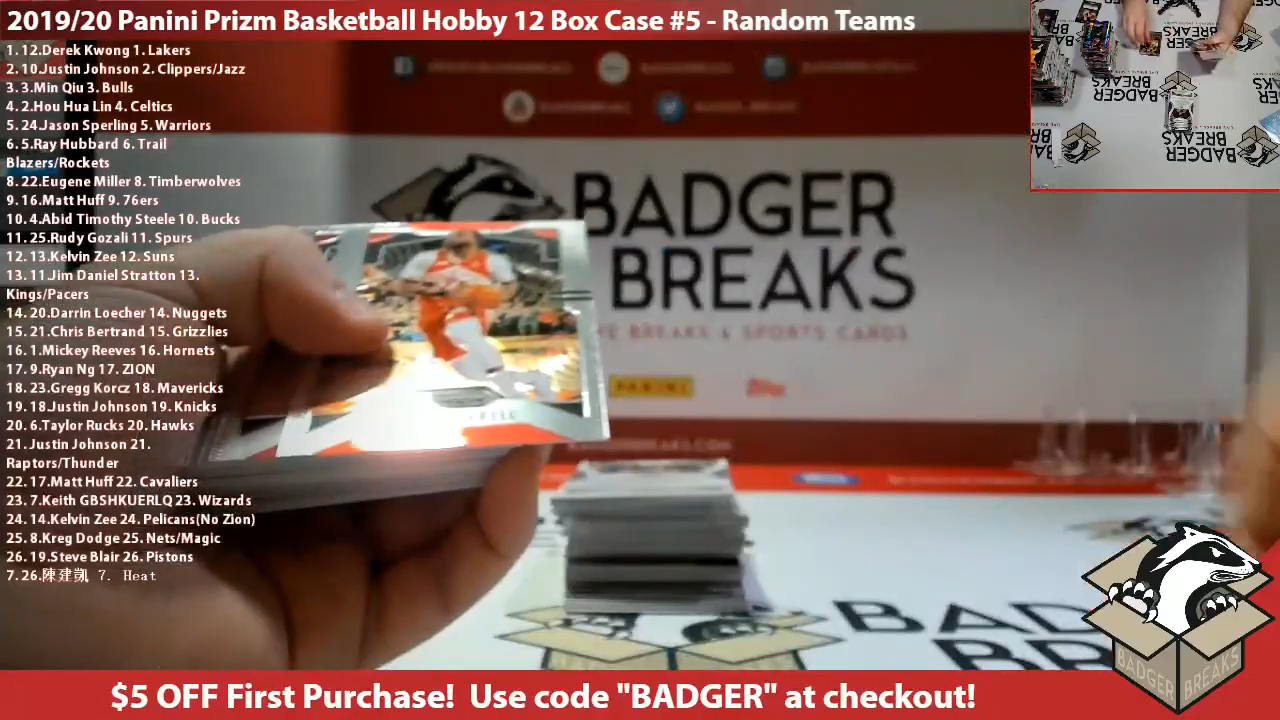 2019/20 Panini Prizm Basketball Hobby 12 Box Case #5 - Random Teams
1. 12.Derek Kwong 1. Lakers
2. 10.Justin Johnson 2. Clippers/Jazz
3. 3.Min Qiu 3. Bulls
4. 2.Hou Hua Lin 4. Celtics
5. 24.Jason Sperling 5. Warriors
6. 5.Ray Hubbard 6. Trail
Blazers/Rockets
8. 22.Eugene Miller 8. Timberwolves
9. 16.Matt Huff 9. 76ers
10. 4.Abid Timothy Steele 10. Bucks
11. 25.Rudy Gozali 11. Spurs
12. 13.Kelvin Zee 12. Suns
13. 11.Jim Daniel Stratton 13.
Kings/Pacers
14. 20.Darrin Loecher 14. Nuggets
15. 21.Chris Bertrand 15. Grizzlies
16. 1.Mickey Reeves 16. Hornets
17. 9.Ryan Ng 17. ZION
18. 23.Gregg Korcz 18. Mavericks
19. 18.Justin Johnson 19. Knicks
20. 6.Taylor Rucks 20. Hawks
21. Justin Johnson 21.
Raptors/Thunder
22. 17.Matt Huff 22. Cavaliers
23. 7.Keith GBSHKUERLQ 23. Wizards
24. 14.Kelvin Zee 24. Pelicans(No Zion)
25. 8.Kreg Dodge 25. Nets/Magic
26. 19.Steve Blair 26. Pistons
7. 26.陳建凱 7. Heat
BADGER
BREAKS
LIVE BREAKS & SPORTS CARDS
PANINI
Topps
BADGER
BREAKS
BAD
BREAKS
BADGER BREAKS
$5 OFF First Purchase! Use code "BADGER" at checkout!